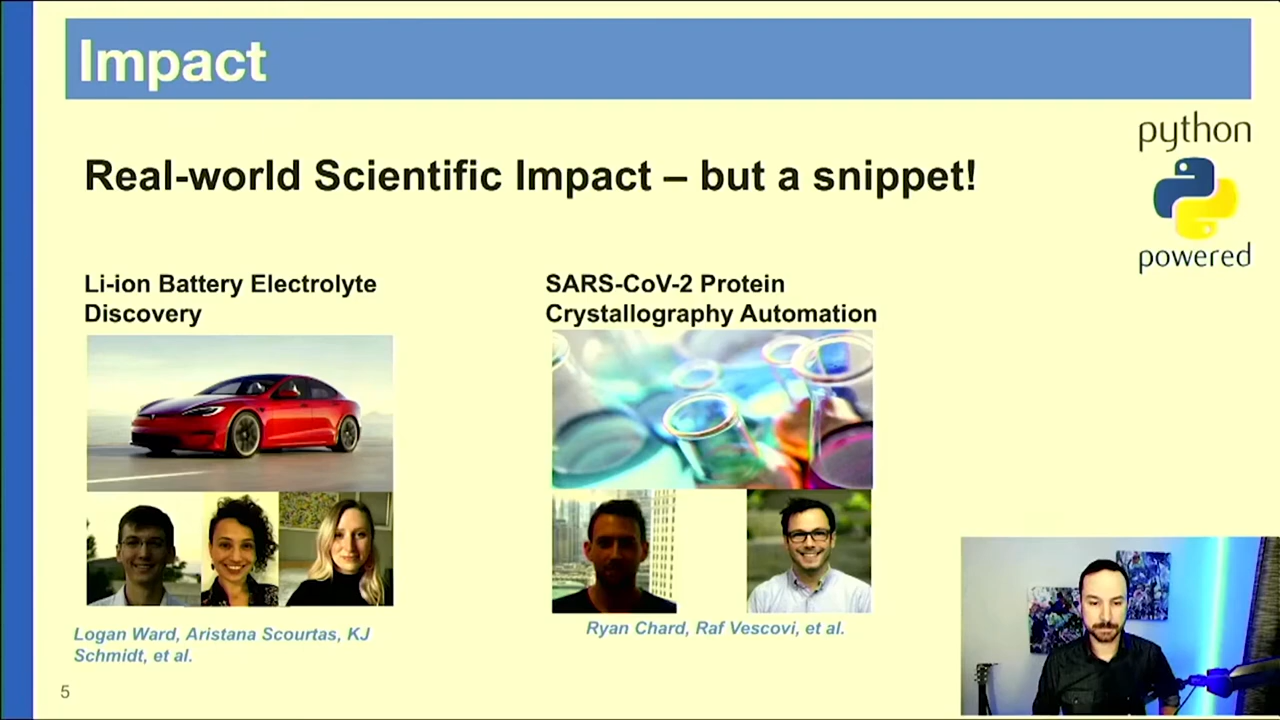 Impact
python
powered
Real-world Scientific Impact – but a snippet!
Li-ion Battery Electrolyte
Discovery
SARS-CoV-2 Protein
Crystallography Automation
Logan Ward, Aristana Scourtas, KJ
Schmidt, et al.
Ryan Chard, Raf Vescovi, et al.
5